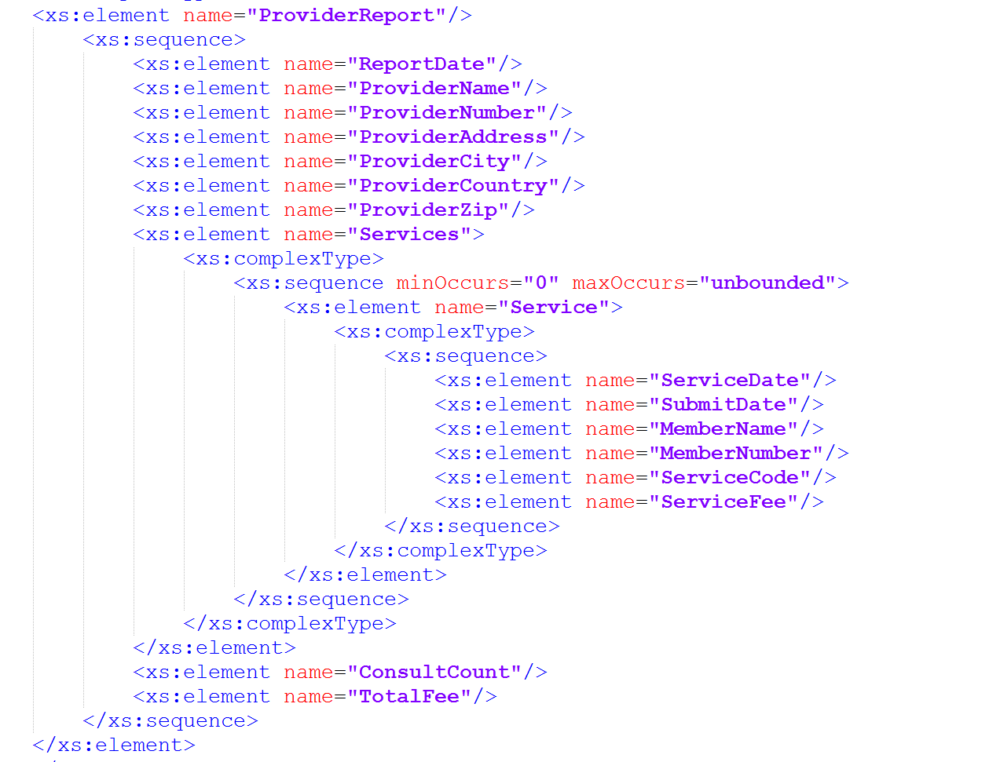 <xs:element name="ProviderReport"/>
<xs:sequence>
<xs:element name="ReportDate"/>
<xs:element name="ProviderName"/>
<xs:element name="ProviderNumber"/>
<xs:element name="ProviderAddress"/>
<xs:element name="ProviderCity"/>
<xs:element name="ProviderCountry"/>
<xs:element name="ProviderZip"/>
<xs:element name="Services">
<xs:complexType>
<xs:sequence minOccurs="0" maxOccurs="unbounded">
<xs:element name="Service">
<xs:complexType>
<xs:sequence>
<xs:element name="ServiceDate"/>
<xs:element name="SubmitDate"/>
<xs:element name="MemberName"/>
<xs:element name="MemberNumber"/>
<xs:element name="ServiceCode"/>
<xs:element name="ServiceFee"/>
</xs:sequence>
</xs:complexType>
</xs:element>
</xs:sequence>
</xs:complexType>
</xs:element>
<xs:element name="ConsultCount"/>
<xs:element name="TotalFee"/>
</xs:sequence>
</xs:element>